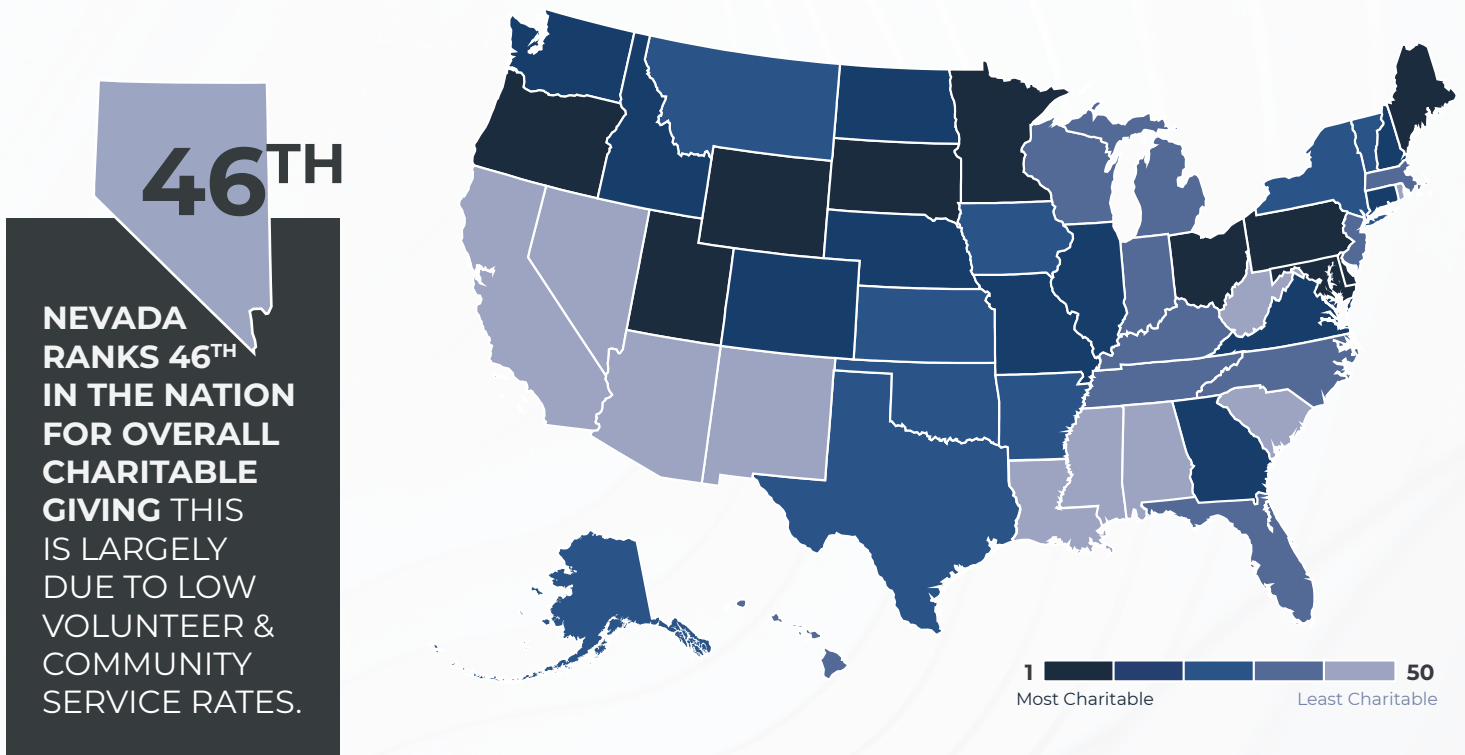 46TH
NEVADA
RANKS 46TH
IN THE NATION
FOR OVERALL
CHARITABLE
GIVING THIS
IS LARGELY
DUE TO LOW
VOLUNTEER &
COMMUNITY
SERVICE RATES.
1 50
Most Charitable Least Charitable